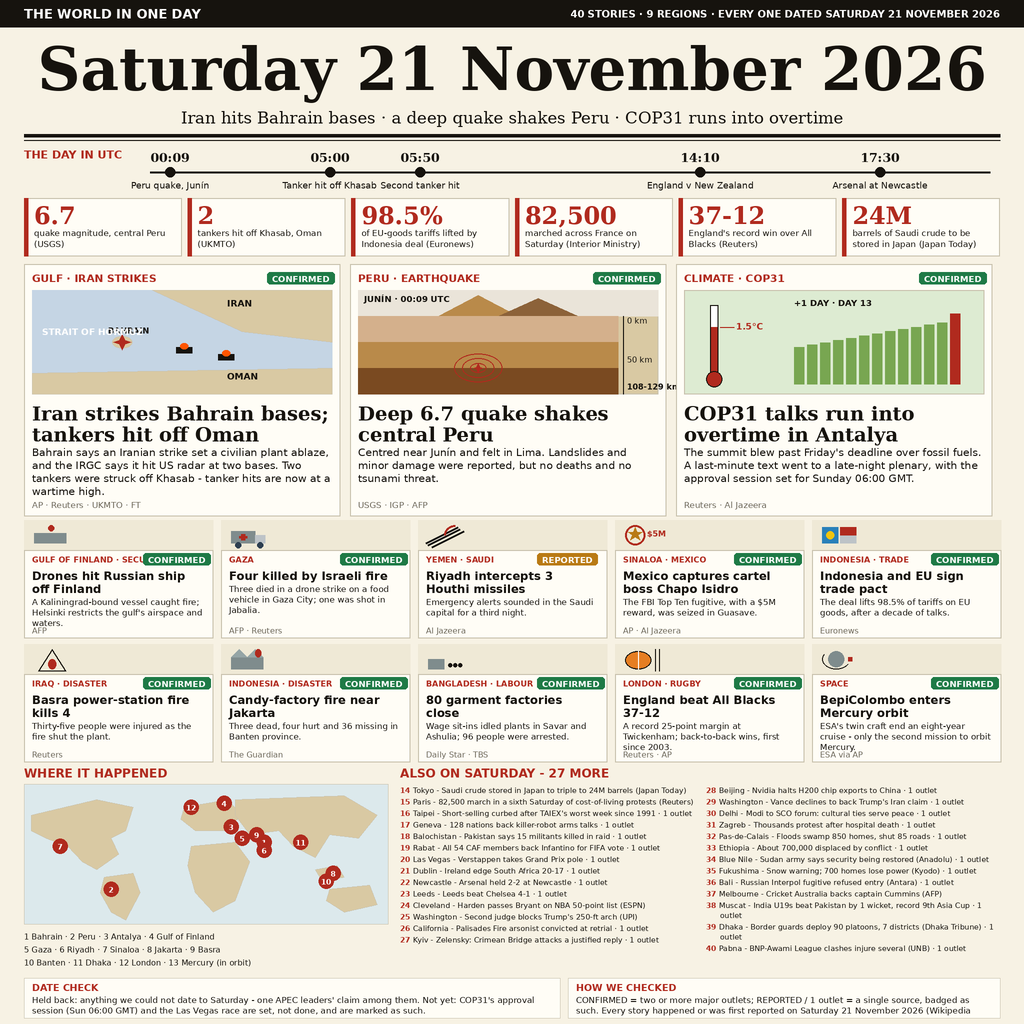 THE WORLD IN ONE DAY
40 STORIES · 9 REGIONS · EVERY ONE DATED SATURDAY 21 NOVEMBER 2026
Saturday 21 November 2026
Iran hits Bahrain bases · a deep quake shakes Peru · COP31 runs into overtime
THE DAY IN UTC
00:09
05:00
05:50
14:10
17:30
Peru quake, Junín
Tanker hit off Khasab
Second tanker hit
England v New Zealand
Arsenal at Newcastle
6.7
quake magnitude, central Peru
(USGS)
2
tankers hit off Khasab, Oman
(UKMTO)
98.5%
of EU-goods tariffs lifted by
Indonesia deal (Euronews)
82,500
marched across France on
Saturday (Interior Ministry)
37-12
England's record win over All
Blacks (Reuters)
24M
barrels of Saudi crude to be
stored in Japan (Japan Today)
GULF · IRAN STRIKES
CONFIRMED
IRAN
STRAIT OF
OMAN
Iran strikes Bahrain bases;
tankers hit off Oman
Bahrain says an Iranian strike set a civilian plant ablaze,
and the IRGC says it hit US radar at two bases. Two
tankers were struck off Khasab - tanker hits are now at a
wartime high.
AP · Reuters · UKMTO · FT
PERU · EARTHQUAKE
CONFIRMED
JUNÍN · 00:09 UTC
0 km
50 km
108-129 km
Deep 6.7 quake shakes
central Peru
Centred near Junín and felt in Lima. Landslides and
minor damage were reported, but no deaths and no
tsunami threat.
USGS · IGP · AFP
CLIMATE · COP31
CONFIRMED
+1 DAY · DAY 13
1.5°C
COP31 talks run into
overtime in Antalya
The summit blew past Friday's deadline over fossil fuels.
A last-minute text went to a late-night plenary, with the
approval session set for Sunday 06:00 GMT.
Reuters · Al Jazeera
GULF OF FINLAND ·
CONFIRMED
Drones hit Russian ship
off Finland
A Kaliningrad-bound vessel caught fire;
Helsinki restricts the gulf's airspace and
waters.
AFP
GAZA
CONFIRMED
Four killed by Israeli fire
Three died in a drone strike on a food
vehicle in Gaza City; one was shot in
Jabalia.
AFP · Reuters
YEMEN · SAUDI
REPORTED
Riyadh intercepts 3
Houthi missiles
Emergency alerts sounded in the Saudi
capital for a third night.
Al Jazeera
$5M
SINALOA · MEXICO
CONFIRMED
Mexico captures cartel
boss Chapo Isidro
The FBI Top Ten fugitive, with a $5M
reward, was seized in Guasave.
AP · Al Jazeera
INDONESIA · TRADE
CONFIRMED
Indonesia and EU sign
trade pact
The deal lifts 98.5% of tariffs on EU
goods, after a decade of talks.
Euronews
IRAQ · DISASTER
CONFIRMED
Basra power-station fire
kills 4
Thirty-five people were injured as the
fire shut the plant.
Reuters
INDONESIA · DISASTER
CONFIRMED
Candy-factory fire near
Jakarta
Three dead, four hurt and 36 missing in
Banten province.
The Guardian
BANGLADESH · LABOUR
CONFIRMED
80 garment factories
close
Wage sit-ins idled plants in Savar and
Ashulia; 96 people were arrested.
Daily Star · TBS
LONDON · RUGBY
CONFIRMED
England beat All Blacks
37-12
A record 25-point margin at
Twickenham; back-to-back wins, first
since 2003.
Reuters · AP
SPACE
CONFIRMED
BepiColombo enters
Mercury orbit
ESA's twin craft end an eight-year
cruise - only the second mission to orbit
Mercury.
ESA via AP
WHERE IT HAPPENED
12
4
3
5
9
6
11
7
2
8
10
1 Bahrain · 2 Peru · 3 Antalya · 4 Gulf of Finland
5 Gaza · 6 Riyadh · 7 Sinaloa · 8 Jakarta · 9 Basra
10 Banten · 11 Dhaka · 12 London · 13 Mercury (in orbit)
ALSO ON SATURDAY - 27 MORE
14 Tokyo - Saudi crude stored in Japan to triple to 24M barrels (Japan Today)
15 Paris - 82,500 march in a sixth Saturday of cost-of-living protests (Reuters)
16 Taipei - Short-selling curbed after TAIEX's worst week since 1991 · 1 outlet
17 Geneva - 128 nations back killer-robot arms talks · 1 outlet
18 Balochistan - Pakistan says 15 militants killed in raid · 1 outlet
19 Rabat - All 54 CAF members back Infantino for FIFA vote · 1 outlet
20 Las Vegas - Verstappen takes Grand Prix pole · 1 outlet
21 Dublin - Ireland edge South Africa 20-17 · 1 outlet
22 Newcastle - Arsenal held 2-2 at Newcastle · 1 outlet
23 Leeds - Leeds beat Chelsea 4-1 · 1 outlet
24 Cleveland - Harden passes Bryant on NBA 50-point list (ESPN)
25 Washington - Second judge blocks Trump's 250-ft arch (UPI)
26 California - Palisades Fire arsonist convicted at retrial · 1 outlet
27 Kyiv - Zelensky: Crimean Bridge attacks a justified reply · 1 outlet
28 Beijing - Nvidia halts H200 chip exports to China · 1 outlet
29 Washington - Vance declines to back Trump's Iran claim · 1 outlet
30 Delhi - Modi to SCO forum: cultural ties serve peace · 1 outlet
31 Zagreb - Thousands protest after hospital death · 1 outlet
32 Pas-de-Calais - Floods swamp 850 homes, shut 85 roads · 1 outlet
33 Ethiopia - About 700,000 displaced by conflict · 1 outlet
34 Blue Nile - Sudan army says security being restored (Anadolu) · 1 outlet
35 Fukushima - Snow warning; 700 homes lose power (Kyodo) · 1 outlet
36 Bali - Russian Interpol fugitive refused entry (Antara) · 1 outlet
37 Melbourne - Cricket Australia backs captain Cummins (AFP)
38 Muscat - India U19s beat Pakistan by 1 wicket, record 9th Asia Cup · 1
outlet
39 Dhaka - Border guards deploy 90 platoons, 7 districts (Dhaka Tribune) · 1
outlet
40 Pabna - BNP-Awami League clashes injure several (UNB) · 1 outlet
DATE CHECK
Held back: anything we could not date to Saturday - one APEC leaders' claim among them. Not yet: COP31's approval
session (Sun 06:00 GMT) and the Las Vegas race are set, not done, and are marked as such.
HOW WE CHECKED
CONFIRMED = two or more major outlets; REPORTED / 1 outlet = a single source, badged as
such. Every story happened or was first reported on Saturday 21 November 2026 (Wikipedia